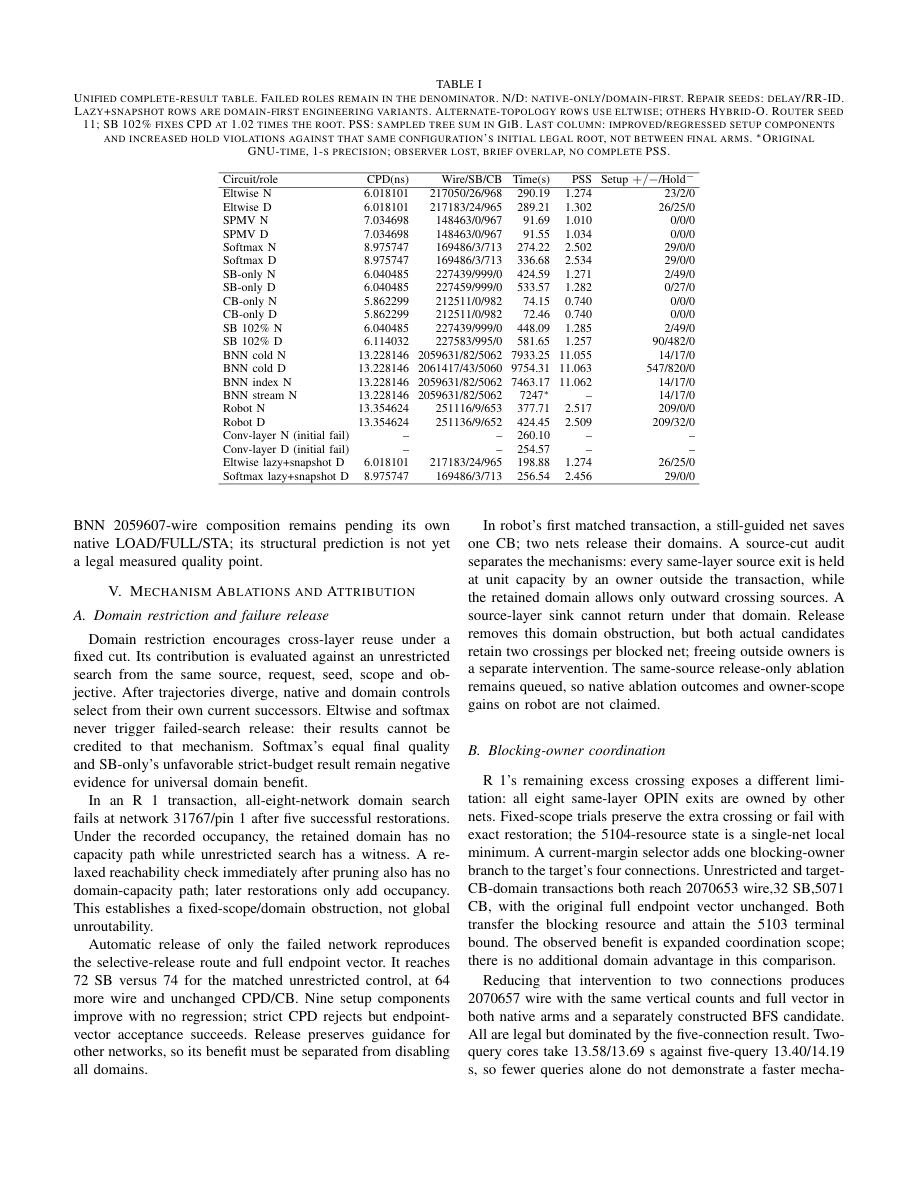 TABLE I
UNIFIED COMPLETE-RESULT TABLE. FAILED ROLES REMAIN IN THE DENOMINATOR. N/D: NATIVE-ONLY/DOMAIN-FIRST. REPAIR SEEDS: DELAY/RR-ID.
LAZY+SNAPSHOT ROWS ARE DOMAIN-FIRST ENGINEERING VARIANTS. ALTERNATE-TOPOLOGY ROWS USE ELTWISE; OTHERS HYBRID-O. ROUTER SEED
11; SB 102% FIXES CPD AT 1.02 TIMES THE ROOT. PSS: SAMPLED TREE SUM IN GIB. LAST COLUMN: IMPROVED/REGRESSED SETUP COMPONENTS
AND INCREASED HOLD VIOLATIONS AGAINST THAT SAME CONFIGURATION'S INITIAL LEGAL ROOT, NOT BETWEEN FINAL ARMS. *ORIGINAL
GNU-TIME, 1-S PRECISION; OBSERVER LOST, BRIEF OVERLAP, NO COMPLETE PSS.
Circuit/role CPD(ns) Wire/SB/CB Time(s) PSS Setup +/−/Hold⁻
Eltwise N 6.018101 217050/26/968 290.19 1.274 23/2/0
Eltwise D 6.018101 217183/24/965 289.21 1.302 26/25/0
SPMV N 7.034698 148463/0/967 91.69 1.010 0/0/0
SPMV D 7.034698 148463/0/967 91.55 1.034 0/0/0
Softmax N 8.975747 169486/3/713 274.22 2.502 29/0/0
Softmax D 8.975747 169486/3/713 336.68 2.534 29/0/0
SB-only N 6.040485 227439/999/0 424.59 1.271 2/49/0
SB-only D 6.040485 227459/999/0 533.57 1.282 0/27/0
CB-only N 5.862299 212511/0/982 74.15 0.740 0/0/0
CB-only D 5.862299 212511/0/982 72.46 0.740 0/0/0
SB 102% N 6.040485 227439/999/0 448.09 1.285 2/49/0
SB 102% D 6.114032 227583/995/0 581.65 1.257 90/482/0
BNN cold N 13.228146 2059631/82/5062 7933.25 11.055 14/17/0
BNN cold D 13.228146 2061417/43/5060 9754.31 11.063 547/820/0
BNN index N 13.228146 2059631/82/5062 7463.17 11.062 14/17/0
BNN stream N 13.228146 2059631/82/5062 7247* – 14/17/0
Robot N 13.354624 251116/9/653 377.71 2.517 209/0/0
Robot D 13.354624 251136/9/652 424.45 2.509 209/32/0
Conv-layer N (initial fail) – – 260.10 – –
Conv-layer D (initial fail) – – 254.57 – –
Eltwise lazy+snapshot D 6.018101 217183/24/965 198.88 1.274 26/25/0
Softmax lazy+snapshot D 8.975747 169486/3/713 256.54 2.456 29/0/0
BNN 2059607-wire composition remains pending its own
native LOAD/FULL/STA; its structural prediction is not yet
a legal measured quality point.
V. MECHANISM ABLATIONS AND ATTRIBUTION
A. Domain restriction and failure release
Domain restriction encourages cross-layer reuse under a
fixed cut. Its contribution is evaluated against an unrestricted
search from the same source, request, seed, scope and ob-
jective. After trajectories diverge, native and domain controls
select from their own current successors. Eltwise and softmax
never trigger failed-search release: their results cannot be
credited to that mechanism. Softmax's equal final quality
and SB-only's unfavorable strict-budget result remain negative
evidence for universal domain benefit.
In an R 1 transaction, all-eight-network domain search
fails at network 31767/pin 1 after five successful restorations.
Under the recorded occupancy, the retained domain has no
capacity path while unrestricted search has a witness. A re-
laxed reachability check immediately after pruning also has no
domain-capacity path; later restorations only add occupancy.
This establishes a fixed-scope/domain obstruction, not global
unroutability.
Automatic release of only the failed network reproduces
the selective-release route and full endpoint vector. It reaches
72 SB versus 74 for the matched unrestricted control, at 64
more wire and unchanged CPD/CB. Nine setup components
improve with no regression; strict CPD rejects but endpoint-
vector acceptance succeeds. Release preserves guidance for
other networks, so its benefit must be separated from disabling
all domains.
In robot's first matched transaction, a still-guided net saves
one CB; two nets release their domains. A source-cut audit
separates the mechanisms: every same-layer source exit is held
at unit capacity by an owner outside the transaction, while
the retained domain allows only outward crossing sources. A
source-layer sink cannot return under that domain. Release
removes this domain obstruction, but both actual candidates
retain two crossings per blocked net; freeing outside owners is
a separate intervention. The same-source release-only ablation
remains queued, so native ablation outcomes and owner-scope
gains on robot are not claimed.
B. Blocking-owner coordination
R 1's remaining excess crossing exposes a different limi-
tation: all eight same-layer OPIN exits are owned by other
nets. Fixed-scope trials preserve the extra crossing or fail with
exact restoration; the 5104-resource state is a single-net local
minimum. A current-margin selector adds one blocking-owner
branch to the target's four connections. Unrestricted and target-
CB-domain transactions both reach 2070653 wire,32 SB,5071
CB, with the original full endpoint vector unchanged. Both
transfer the blocking resource and attain the 5103 terminal
bound. The observed benefit is expanded coordination scope;
there is no additional domain advantage in this comparison.
Reducing that intervention to two connections produces
2070657 wire with the same vertical counts and full vector in
both native arms and a separately constructed BFS candidate.
All are legal but dominated by the five-connection result. Two-
query cores take 13.58/13.69 s against five-query 13.40/14.19
s, so fewer queries alone do not demonstrate a faster mecha-